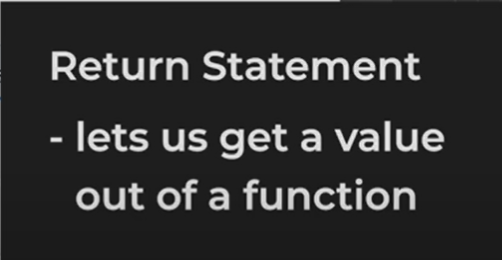 Return Statement
- lets us get a value
out of a function